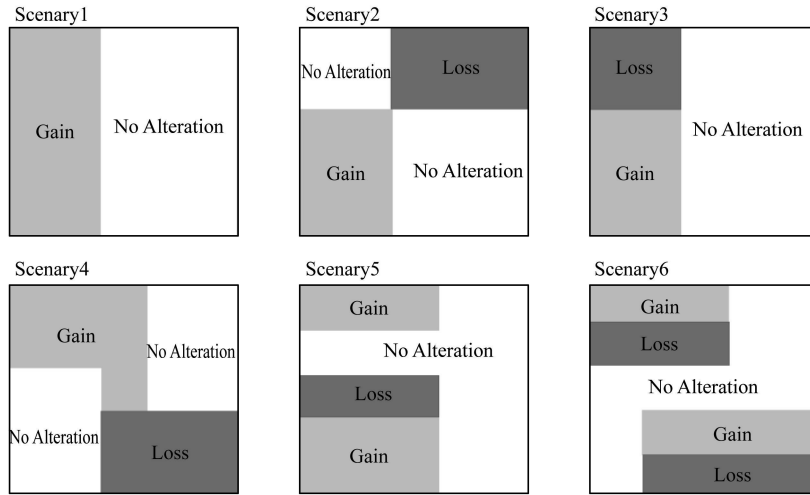 Scenary1
Gain
No Alteration
Scenary2
No Alteration
Loss
Gain
No Alteration
Scenary3
Loss
No Alteration
Gain
Scenary4
Gain
No Alteration
No Alteration
Loss
Scenary5
Gain
No Alteration
Loss
Gain
Scenary6
Gain
Loss
No Alteration
Gain
Loss